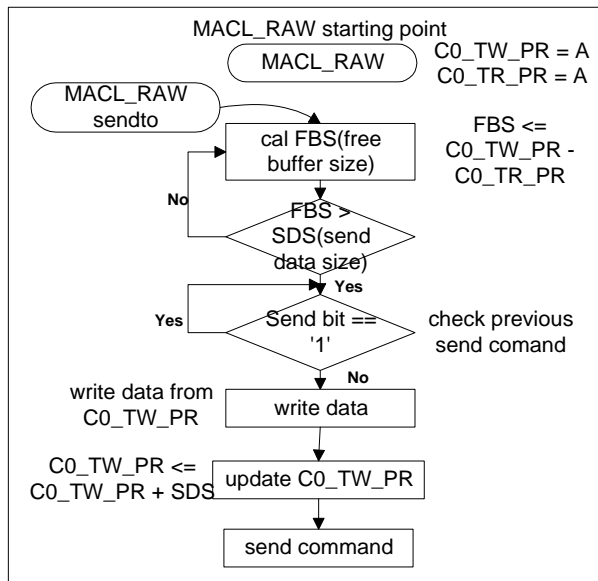 MACL_RAW starting point
MACL_RAW
C0_TW_PR = A
C0_TR_PR = A
MACL_RAW
sendto
cal FBS(free
buffer size)
FBS <=
C0_TW_PR -
C0_TR_PR
No
FBS >
SDS(send
data size)
Yes
Yes
Send bit ==
'1'
check previous
send comand
No
write data from
C0_TW_PR
write data
C0_TW_PR <=
C0_TW_PR + SDS
update C0_TW_PR
send command